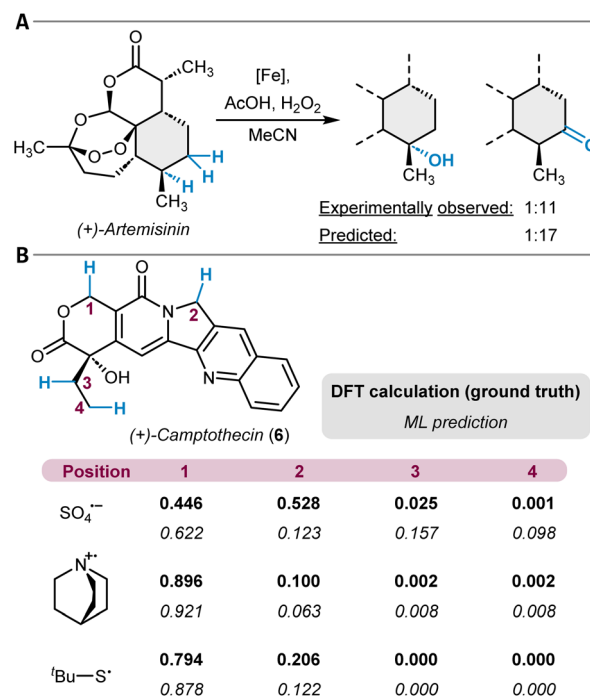 A
O
O
CH₃
[Fe],
O
O
AcOH, H₂O₂
H₃C
O
O
H
MeCN
H
H
OH
O
CH₃
CH₃
CH₃
(+)-Artemisinin
Experimentally observed: 1:11
Predicted: 1:17
B
H
O
H
O
1
N
2
O
3
OH
N
H
4
H
(+)-Camptothecin (6)
DFT calculation (ground truth)
ML prediction
Position 1 2 3 4
SO₄•− 0.446 0.528 0.025 0.001
0.622 0.123 0.157 0.098
N+• 0.896 0.100 0.002 0.002
0.921 0.063 0.008 0.008
ᵗBu—S• 0.794 0.206 0.000 0.000
0.878 0.122 0.000 0.000